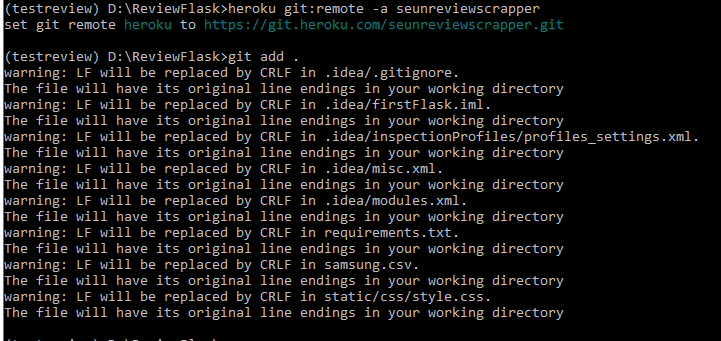 (testreview) D:\ReviewFlask>heroku git:remote -a seunreviewscrapper
set git remote heroku to https://git.heroku.com/seunreviewscrapper.git
(testreview) D:\ReviewFlask>git add .
warning: LF will be replaced by CRLF in .idea/.gitignore.
The file will have its original line endings in your working directory
warning: LF will be replaced by CRLF in .idea/firstFlask.iml.
The file will have its original line endings in your working directory
warning: LF will be replaced by CRLF in .idea/inspectionProfiles/profiles_settings.xml.
The file will have its original line endings in your working directory
warning: LF will be replaced by CRLF in .idea/misc.xml.
The file will have its original line endings in your working directory
warning: LF will be replaced by CRLF in .idea/modules.xml.
The file will have its original line endings in your working directory
warning: LF will be replaced by CRLF in requirements.txt.
The file will have its original line endings in your working directory
warning: LF will be replaced by CRLF in samsung.csv.
The file will have its original line endings in your working directory
warning: LF will be replaced by CRLF in static/css/style.css.
The file will have its original line endings in your working directory